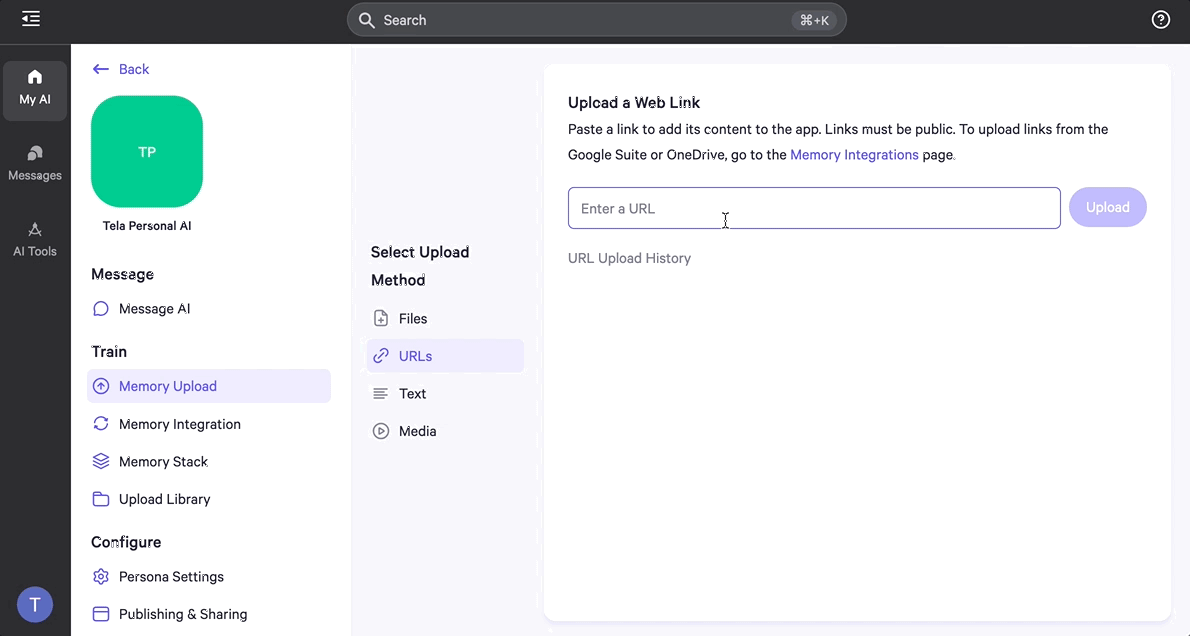 Search
⌘+K
My AI
Messages
AI Tools
T
Back
TP
Tela Personal AI
Message
Message AI
Train
Memory Upload
Memory Integration
Memory Stack
Upload Library
Configure
Persona Settings
Publishing & Sharing
Select Upload
Method
Files
URLs
Text
Media
Upload a Web Link
Paste a link to add its content to the app. Links must be public. To upload links from the
Google Suite or OneDrive, go to the Memory Integrations page.
Enter a URL
Upload
URL Upload History